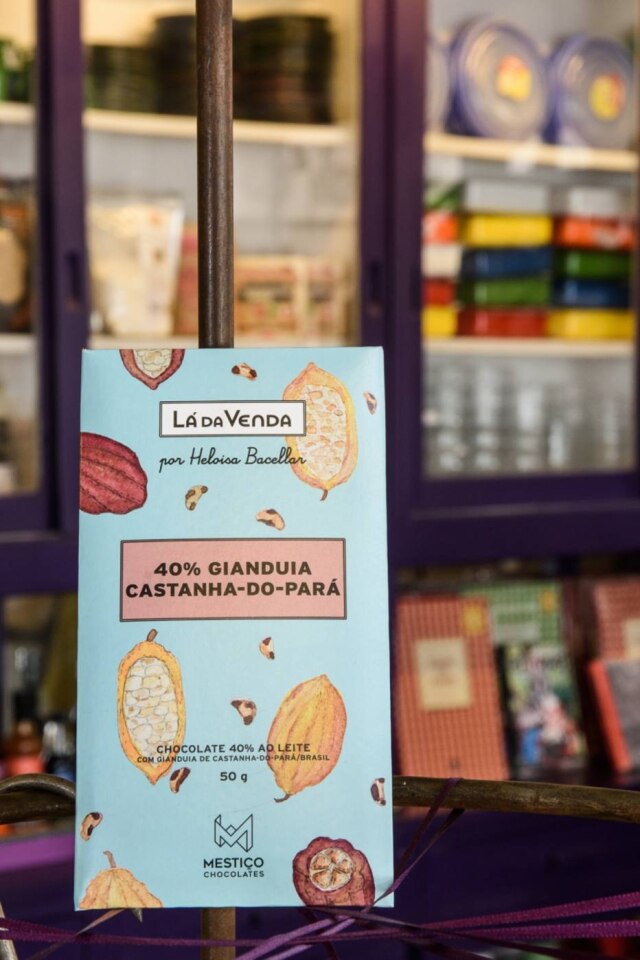 LÁ DA VENDA
por Heloisa Bacellar
40% GIANDUIA
CASTANHA-DO-PARÁ
CHOCOLATE 40% AO LEITE
COM GIANDUIA DE CASTANHA-DO-PARÁ/BRASIL
50 g
MESTIÇO
CHOCOLATES